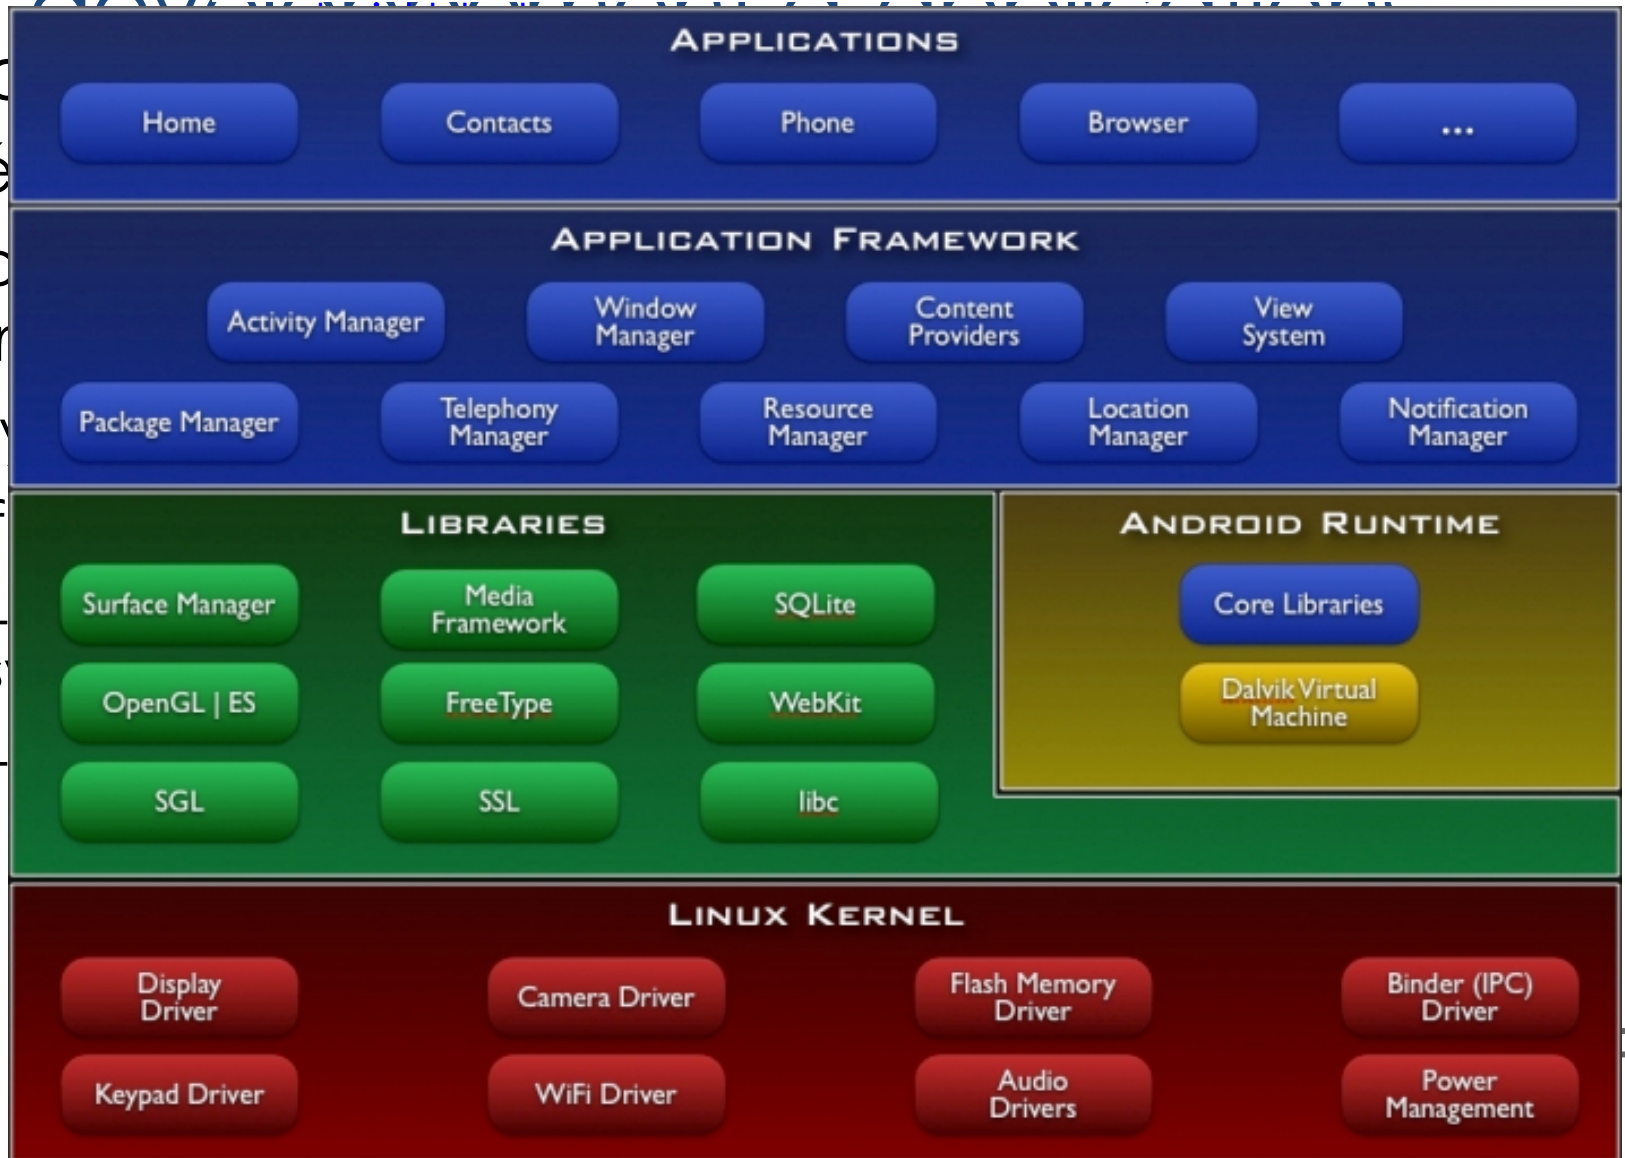 APPLICATIONS
Home
Contacts
Phone
Browser
...
APPLICATION FRAMEWORK
Activity Manager
Window
Manager
Content
Providers
View
System
Package Manager
Telephony
Manager
Resource
Manager
Location
Manager
Notification
Manager
LIBRARIES
Surface Manager
Media
Framework
SQLite
OpenGL | ES
FreeType
WebKit
SGL
SSL
libc
ANDROID RUNTIME
Core Libraries
Dalvik Virtual
Machine
LINUX KERNEL
Display
Driver
Camera Driver
Flash Memory
Driver
Binder (IPC)
Driver
Keypad Driver
WiFi Driver
Audio
Drivers
Power
Management